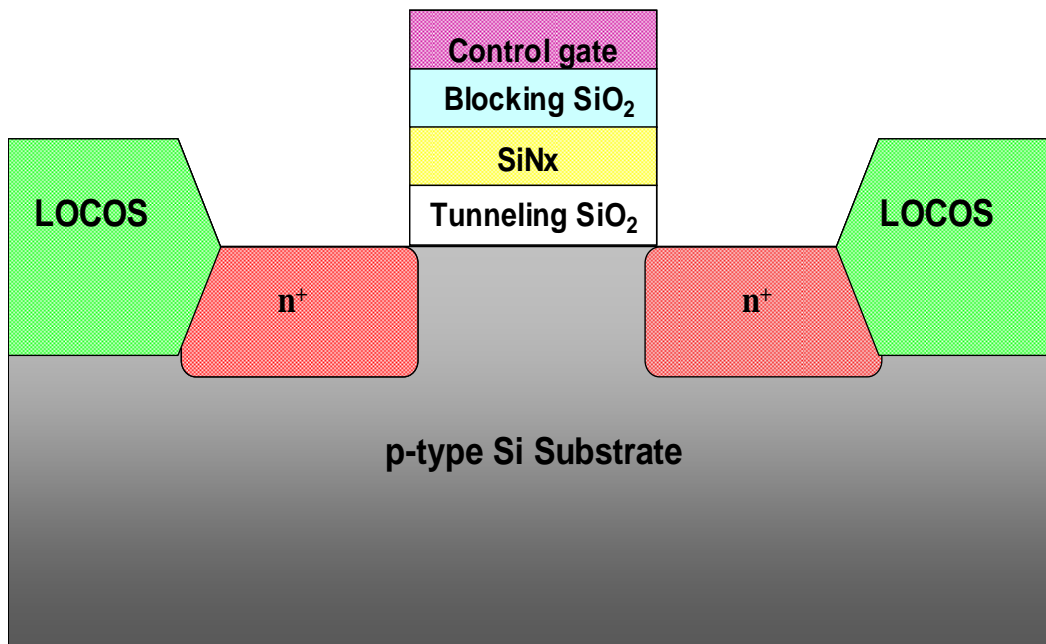 Control gate
Blocking SiO₂
SiNx
Tunneling SiO₂
LOCOS
LOCOS
n⁺
n⁺
p-type Si Substrate